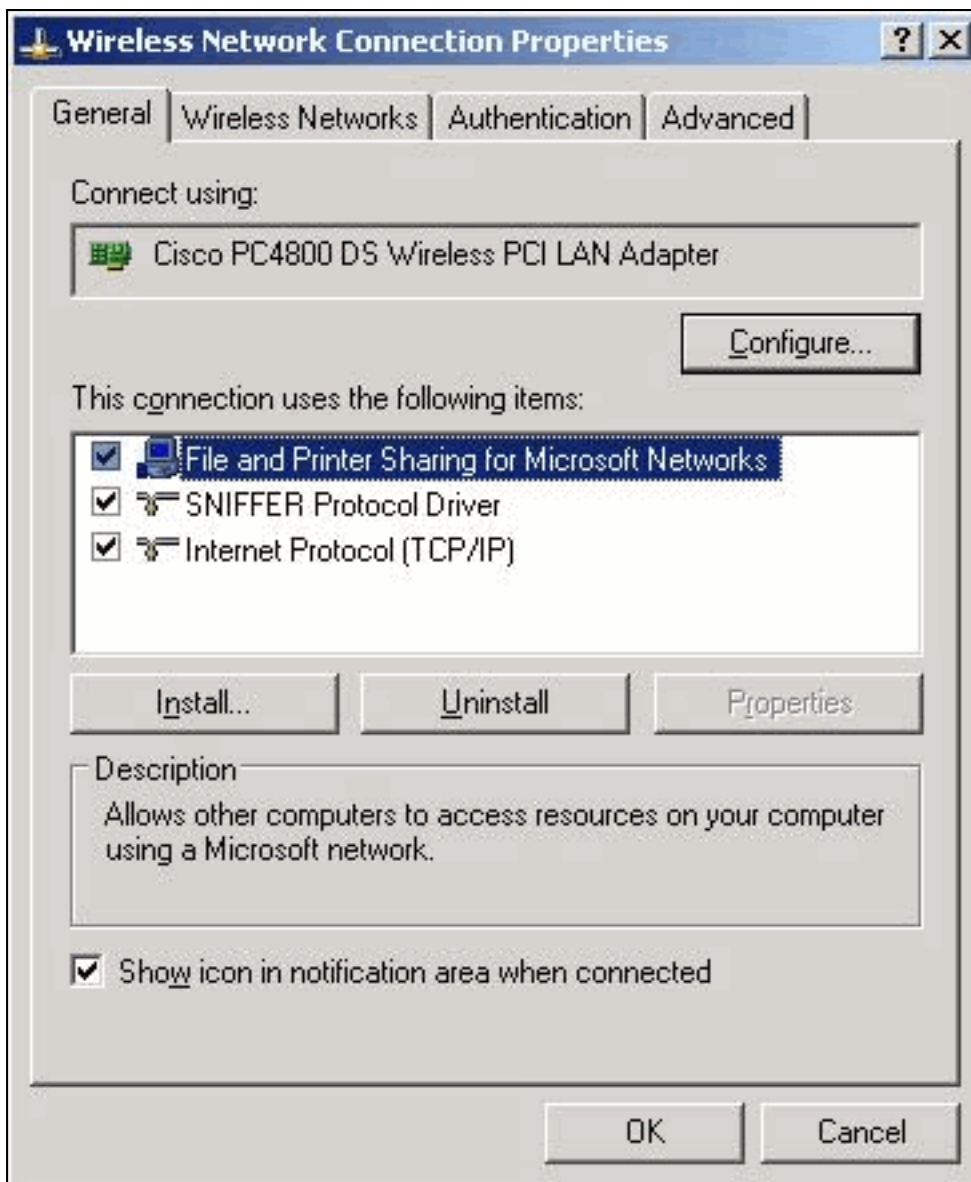 Wireless Network Connection Properties
General
Wireless Networks
Authentication
Advanced
Connect using:
Cisco PC4800 DS Wireless PCI LAN Adapter
Configure...
This connection uses the following items:
File and Printer Sharing for Microsoft Networks
SNIFFER Protocol Driver
Internet Protocol (TCP/IP)
Install...
Uninstall
Properties
Description
Allows other computers to access resources on your computer
using a Microsoft network.
Show icon in notification area when connected
OK
Cancel